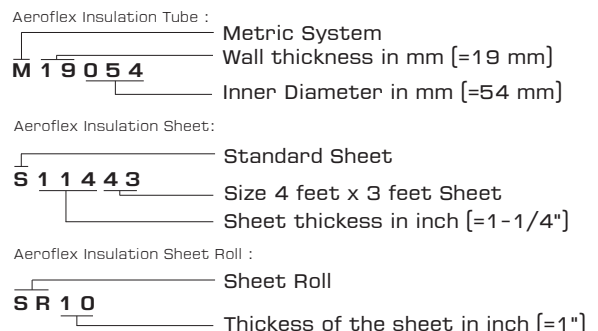 Aeroflex Insulation Tube :
Metric System
Wall thickness in mm (=19 mm)
M 1 9 0 5 4
Inner Diameter in mm (=54 mm)
Aeroflex Insulation Sheet:
Standard Sheet
S 1 1 4 4 3
Size 4 feet x 3 feet Sheet
Sheet thickess in inch (=1-1/4")
Aeroflex Insulation Sheet Roll :
Sheet Roll
S R 1 0
Thickess of the sheet in inch (=1")